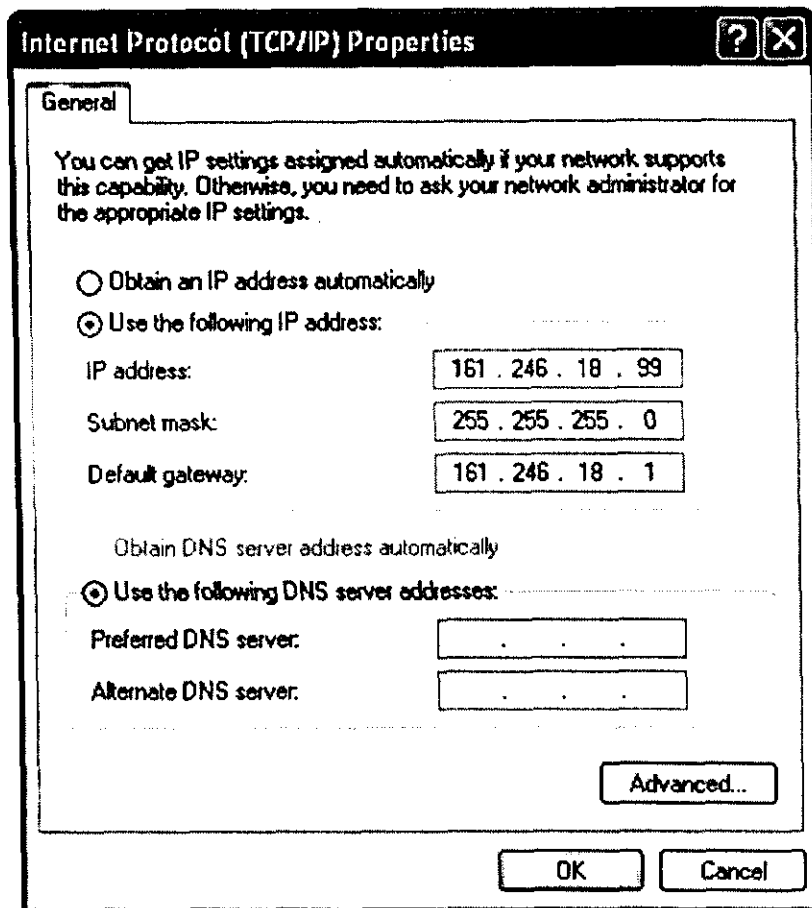 Internet Protocol (TCP/IP) Properties
General
You can get IP settings assigned automatically if your network supports
this capability. Otherwise, you need to ask your network administrator for
the appropriate IP settings.
Obtain an IP address automatically
Use the following IP address:
IP address: 161 . 246 . 18 . 99
Subnet mask: 255 . 255 . 255 . 0
Default gateway: 161 . 246 . 18 . 1
Obtain DNS server address automatically
Use the following DNS server addresses:
Preferred DNS server: . . .
Alternate DNS server: . . .
Advanced...
OK Cancel